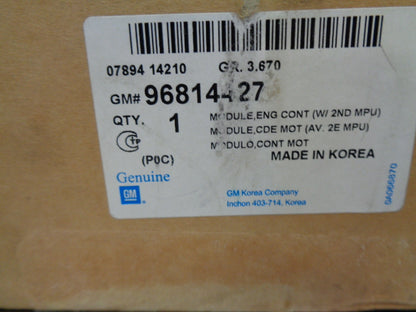 07894 14210 GR. 3.670
GM# 96814427
QTY. 1 MODULE,ENG CONT (W/ 2ND MPU)
MODULE,CDE MOT (AV. 2E MPU)
MODULO,CONT MOT
(P0C) MADE IN KOREA
Genuine
GM
GM Korea Company
Inchon 403-714, Korea